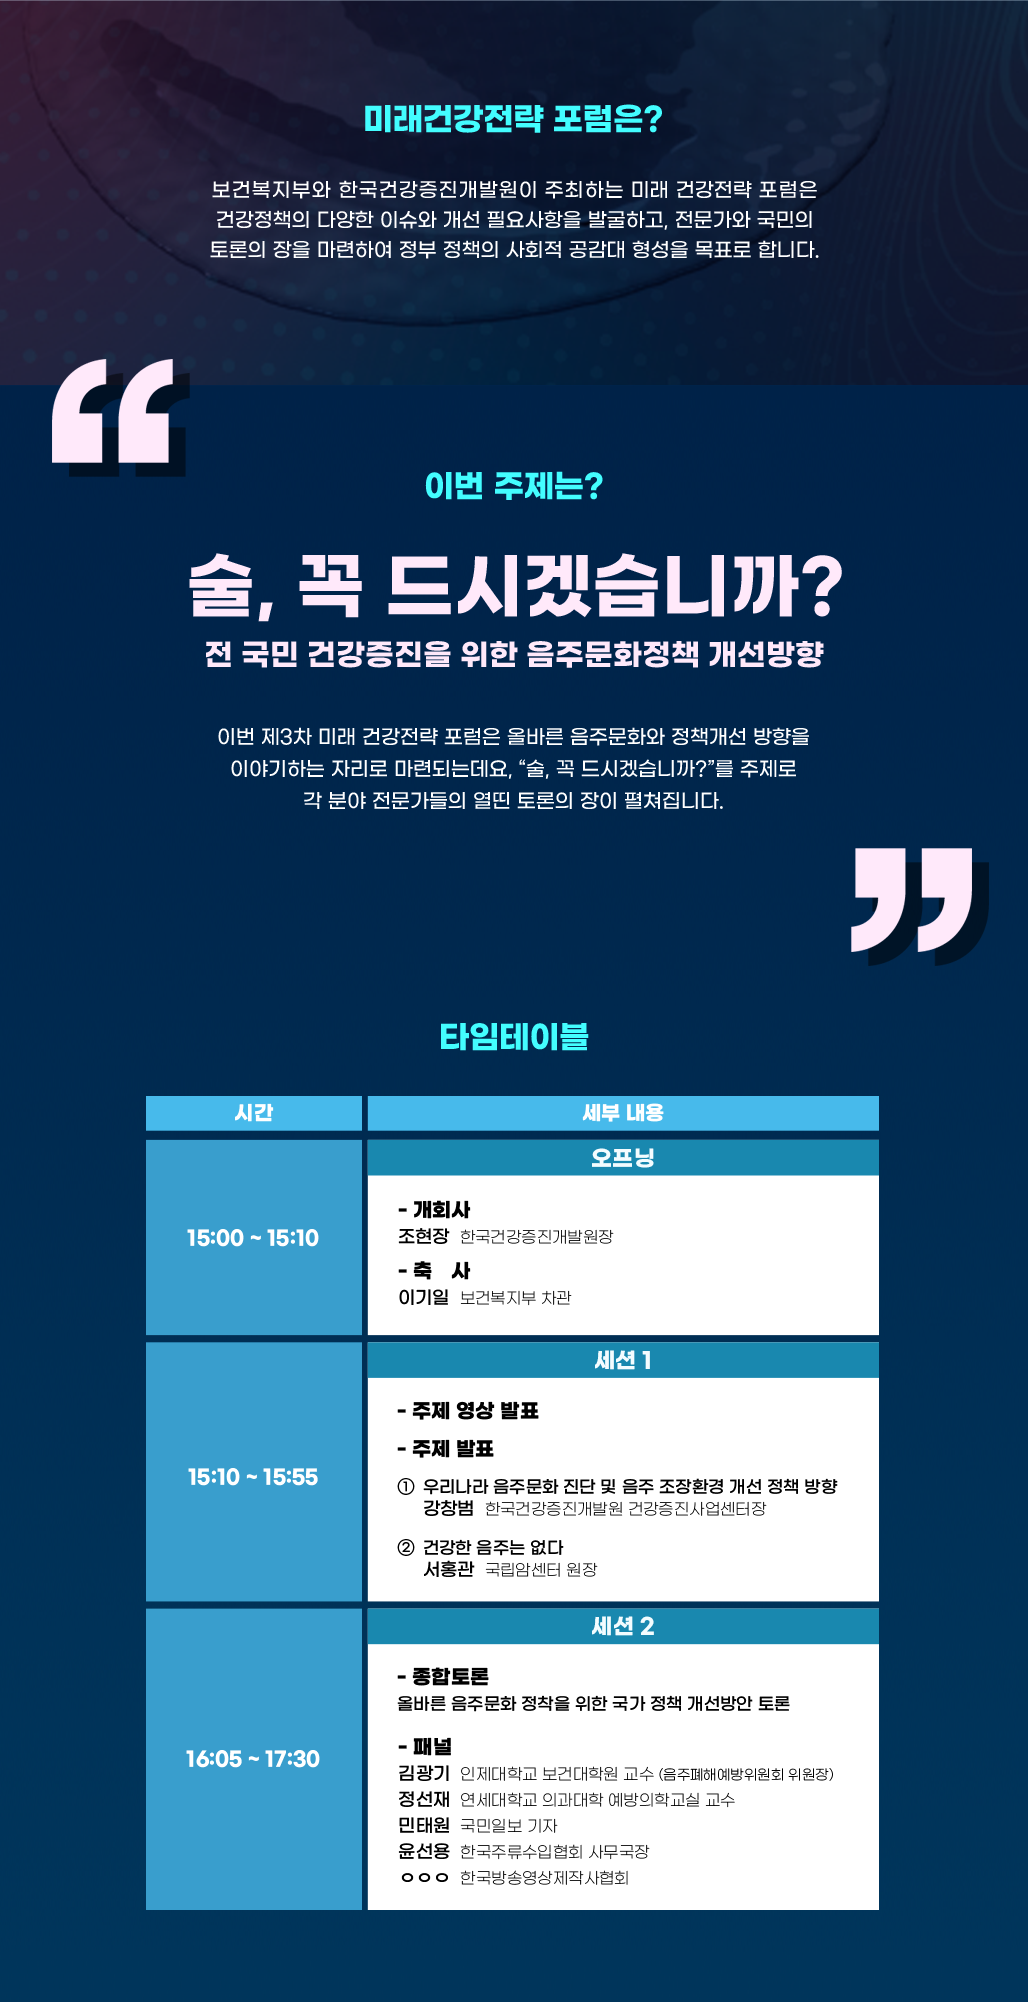 미래건강전략 포럼은?
보건복지부와 한국건강증진개발원이 주최하는 미래 건강전략 포럼은
건강정책의 다양한 이슈와 개선 필요사항을 발굴하고, 전문가와 국민의
토론의 장을 마련하여 정부 정책의 사회적 공감대 형성을 목표로 합니다.
“
이번 주제는?
술, 꼭 드시겠습니까?
전 국민 건강증진을 위한 음주문화정책 개선방향
이번 제3차 미래 건강전략 포럼은 올바른 음주문화와 정책개선 방향을
이야기하는 자리로 마련되는데요, “술, 꼭 드시겠습니까?”를 주제로
각 분야 전문가들의 열띤 토론의 장이 펼쳐집니다.
”
타임테이블
시간 세부 내용
오프닝
15:00 ~ 15:10
- 개회사
조현장 한국건강증진개발원장
- 축 사
이기일 보건복지부 차관
세션 1
15:10 ~ 15:55
- 주제 영상 발표
- 주제 발표
① 우리나라 음주문화 진단 및 음주 조장환경 개선 정책 방향
강창범 한국건강증진개발원 건강증진사업센터장
② 건강한 음주는 없다
서홍관 국립암센터 원장
세션 2
16:05 ~ 17:30
- 종합토론
올바른 음주문화 정착을 위한 국가 정책 개선방안 토론
- 패널
김광기 인제대학교 보건대학원 교수 (음주폐해예방위원회 위원장)
정선재 연세대학교 의과대학 예방의학교실 교수
민태원 국민일보 기자
윤선용 한국주류수입협회 사무국장
ㅇㅇㅇ 한국방송영상제작사협회